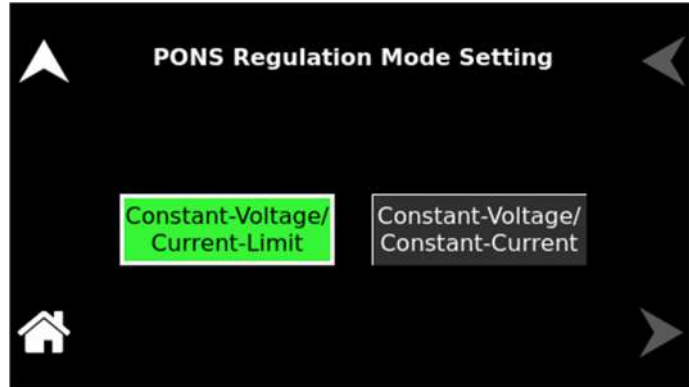 PONS Regulation Mode Setting
Constant-Voltage/
Current-Limit
Constant-Voltage/
Constant-Current